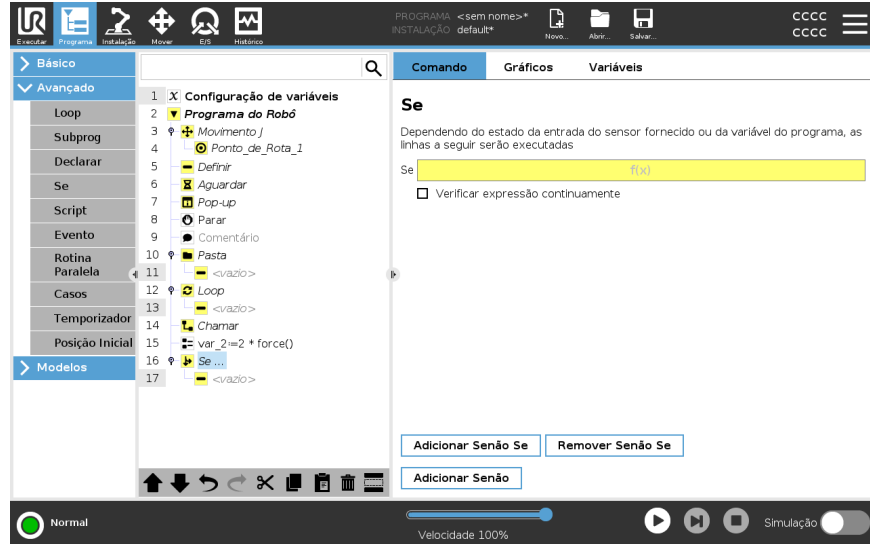 PROGRAMA <sem nome>*
INSTALAÇÃO default*
Executar Programa Instalação Mover E/S Histórico
Novo... Abrir... Salvar...
CCCC
CCCC
Básico
Avançado
Loop
Subprog
Declarar
Se
Script
Evento
Rotina
Paralela
Casos
Temporizador
Posição Inicial
Modelos
1 X Configuração de variáveis
2 Programa do Robô
3 Movimento J
4 Ponto_de_Rota_1
5 Definir
6 Aguardar
7 Pop-up
8 Parar
9 Comentário
10 Pasta
11 <vazio>
12 Loop
13 <vazio>
14 Chamar
15 var_2:=2 * force()
16 Se ...
17 <vazio>
Comando Gráficos Variáveis
Se
Dependendo do estado da entrada do sensor fornecido ou da variável do programa, as
linhas a seguir serão executadas
Se f(x)
Verificar expressão continuamente
Adicionar Senão Se Remover Senão Se
Adicionar Senão
Normal
Velocidade 100%
Simulação